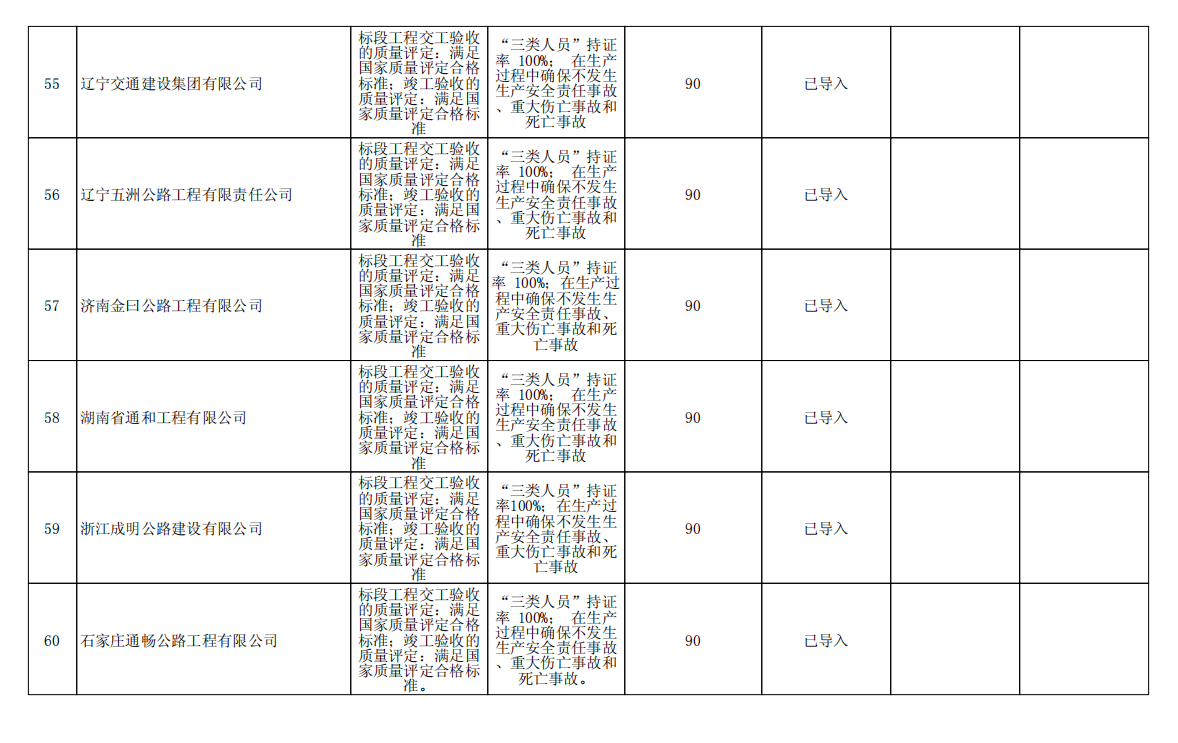 55
辽宁交通建设集团有限公司
标段工程交工验收
的质量评定：满足
国家质量评定合格
标准；竣工验收的
质量评定：满足国
家质量评定合格标
准
“三类人员”持证
率 100%； 在生产
过程中确保不发生
生产安全责任事故
、重大伤亡事故和
死亡事故
90
已导入
56
辽宁五洲公路工程有限责任公司
标段工程交工验收
的质量评定：满足
国家质量评定合格
标准；竣工验收的
质量评定：满足国
家质量评定合格标
准
“三类人员”持证
率 100%； 在生产
过程中确保不发生
生产安全责任事故
、重大伤亡事故和
死亡事故
90
已导入
57
济南金曰公路工程有限公司
标段工程交工验收
的质量评定：满足
国家质量评定合格
标准；竣工验收的
质量评定：满足国
家质量评定合格标
准
“三类人员”持证
率 100%；在生产过
程中确保不发生生
产安全责任事故、
重大伤亡事故和死
亡事故
90
已导入
58
湖南省通和工程有限公司
标段工程交工验收
的质量评定：满足
国家质量评定合格
标准；竣工验收的
质量评定：满足国
家质量评定合格标
准
“三类人员”持证
率 100%； 在生产
过程中确保不发生
生产安全责任事故
、重大伤亡事故和
死亡事故
90
已导入
59
浙江成明公路建设有限公司
标段工程交工验收
的质量评定：满足
国家质量评定合格
标准；竣工验收的
质量评定：满足国
家质量评定合格标
准
“三类人员”持证
率100%；在生产过
程中确保不发生生
产安全责任事故、
重大伤亡事故和死
亡事故
90
已导入
60
石家庄通畅公路工程有限公司
标段工程交工验收
的质量评定：满足
国家质量评定合格
标准；竣工验收的
质量评定：满足国
家质量评定合格标
准。
“三类人员”持证
率 100%； 在生产
过程中确保不发生
生产安全责任事故
、重大伤亡事故和
死亡事故。
90
已导入